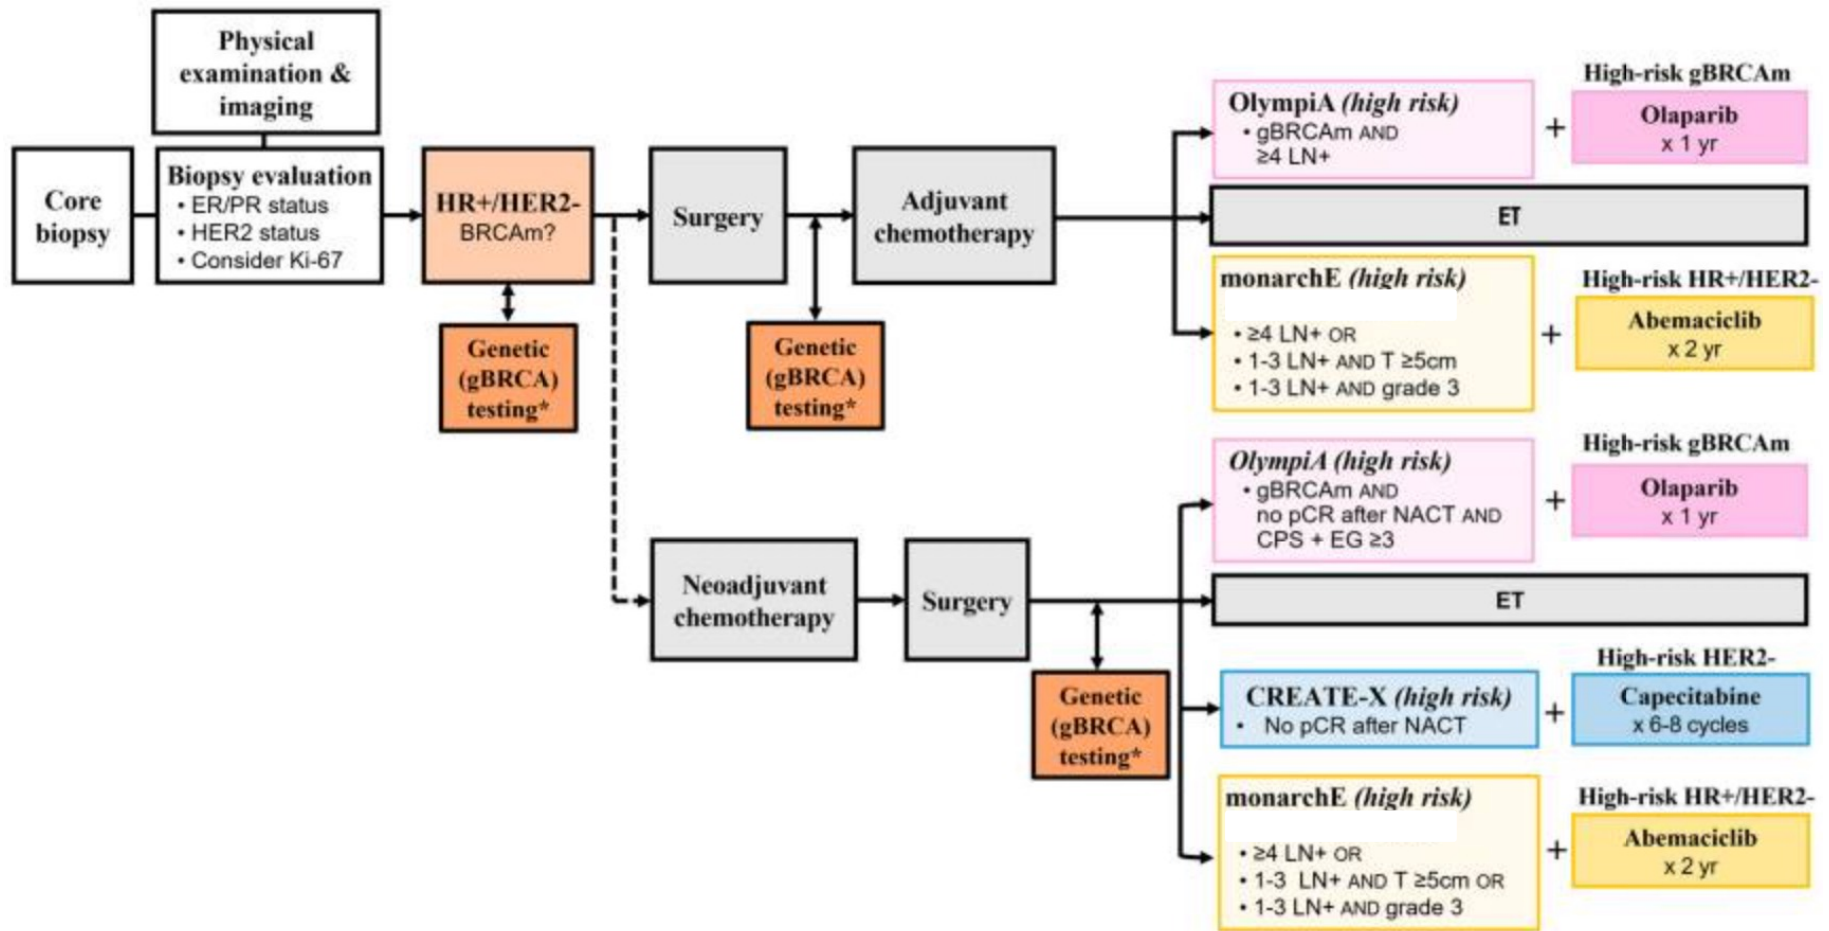 Physical
examination &
imaging
Core
biopsy
Biopsy evaluation
• ER/PR status
• HER2 status
• Consider Ki-67
HR+/HER2-
BRCAm?
Genetic
(gBRCA)
testing*
Surgery
Genetic
(gBRCA)
testing*
Adjuvant
chemotherapy
OlympiA (high risk)
• gBRCAm AND
≥4 LN+
+
High-risk gBRCAm
Olaparib
x 1 yr
ET
monarchE (high risk)
• ≥4 LN+ OR
• 1-3 LN+ AND T ≥5cm
• 1-3 LN+ AND grade 3
+
High-risk HR+/HER2-
Abemaciclib
x 2 yr
Neoadjuvant
chemotherapy
Surgery
Genetic
(gBRCA)
testing*
OlympiA (high risk)
• gBRCAm AND
no pCR after NACT AND
CPS + EG ≥3
+
High-risk gBRCAm
Olaparib
x 1 yr
ET
CREATE-X (high risk)
• No pCR after NACT
+
High-risk HER2-
Capecitabine
x 6-8 cycles
monarchE (high risk)
• ≥4 LN+ OR
• 1-3 LN+ AND T ≥5cm OR
• 1-3 LN+ AND grade 3
+
High-risk HR+/HER2-
Abemaciclib
x 2 yr